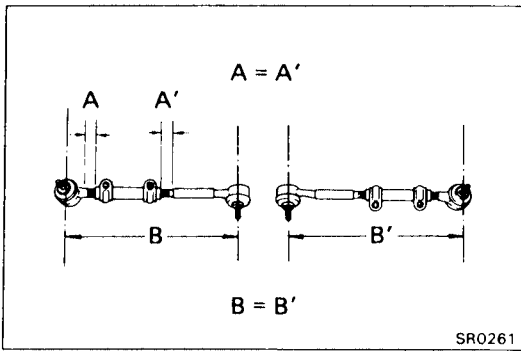 A = A′
A A′
B B′
B = B′
SR0261